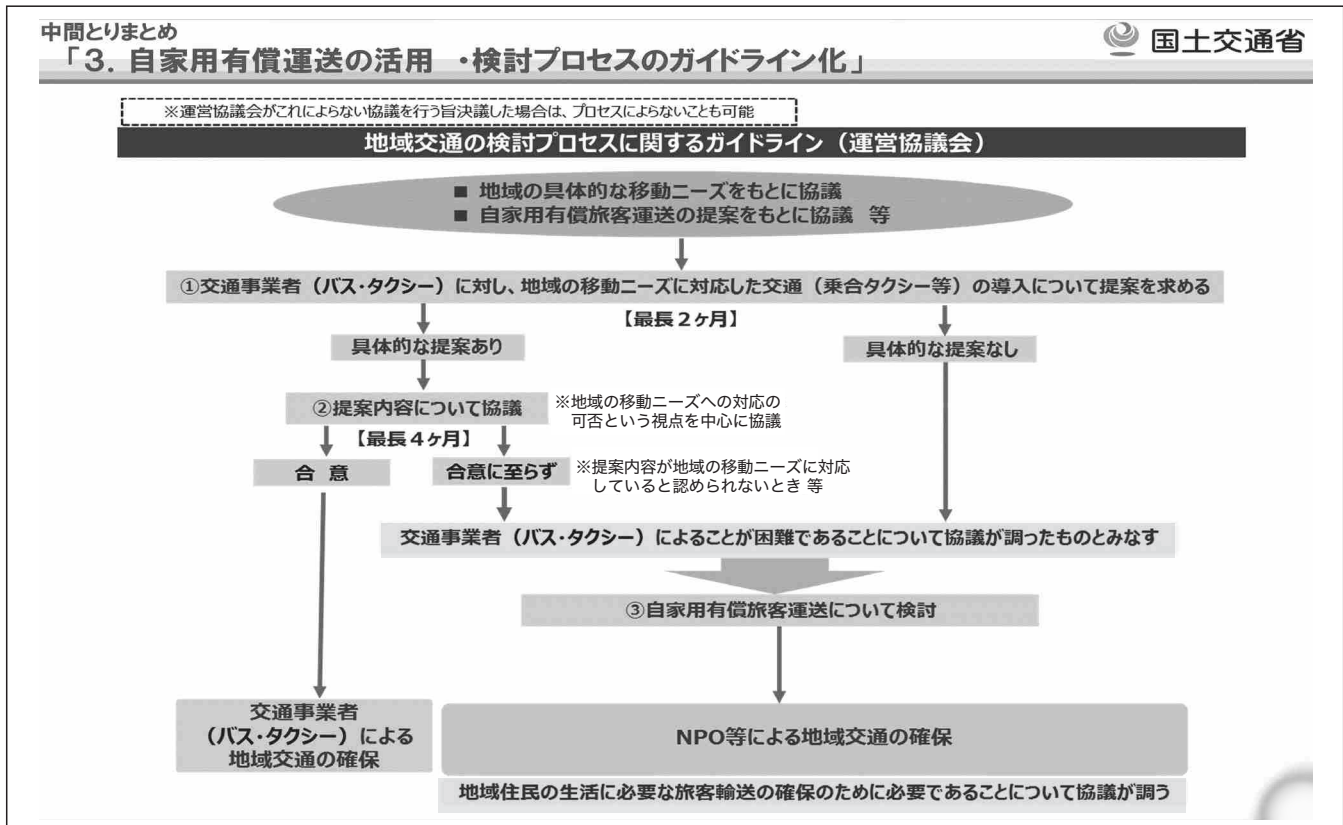 中間とりまとめ
「3. 自家用有償運送の活用 ・検討プロセスのガイドライン化」
国土交通省
※運営協議会がこれによらない協議を行う旨決議した場合は、プロセスによらないことも可能
地域交通の検討プロセスに関するガイドライン（運営協議会）
■ 地域の具体的な移動ニーズをもとに協議
■ 自家用有償旅客運送の提案をもとに協議 等
①交通事業者（バス・タクシー）に対し、地域の移動ニーズに対応した交通（乗合タクシー等）の導入について提案を求める
【最長２ヶ月】
具体的な提案あり
具体的な提案なし
②提案内容について協議
※地域の移動ニーズへの対応の
可否という視点を中心に協議
【最長４ヶ月】
合 意
合意に至らず
※提案内容が地域の移動ニーズに対応
していると認められないとき 等
交通事業者（バス・タクシー）によることが困難であることについて協議が調ったものとみなす
③自家用有償旅客運送について検討
交通事業者
（バス・タクシー）による
地域交通の確保
NPO等による地域交通の確保
地域住民の生活に必要な旅客輸送の確保のために必要であることについて協議が調う